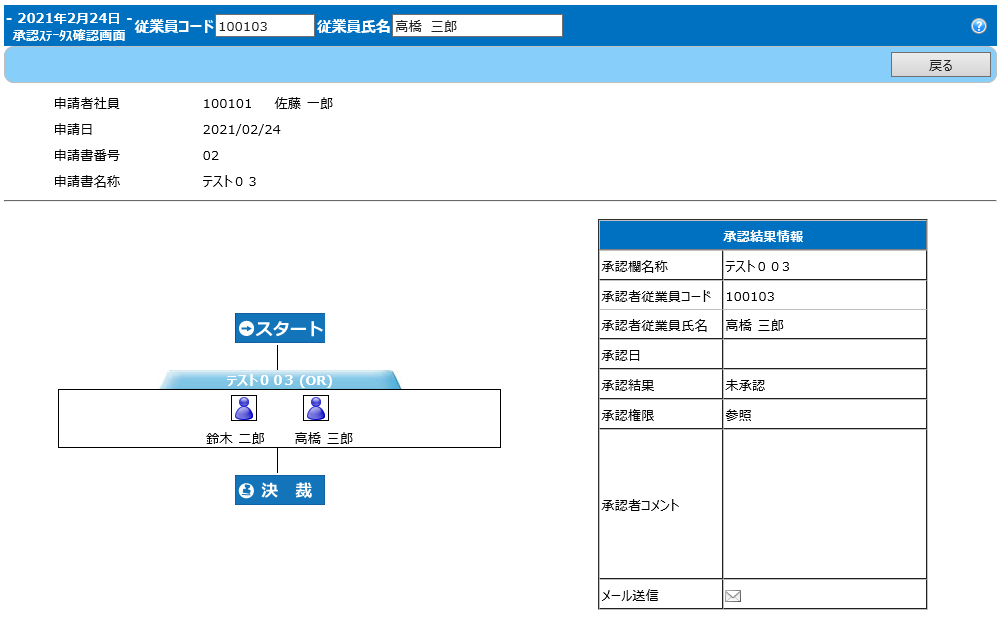 - 2021年2月24日 -
承認ステータス確認画面
従業員コード 100103 従業員氏名 高橋 三郎
戻る
申請者社員 100101 佐藤 一郎
申請日 2021/02/24
申請書番号 02
申請書名称 テスト０３
承認結果情報
承認欄名称 テスト００３
承認者従業員コード 100103
承認者従業員氏名 高橋 三郎
承認日
承認結果 未承認
承認権限 参照
承認者コメント
メール送信
スタート
テスト００３(OR)
鈴木 二郎 高橋 三郎
決 裁